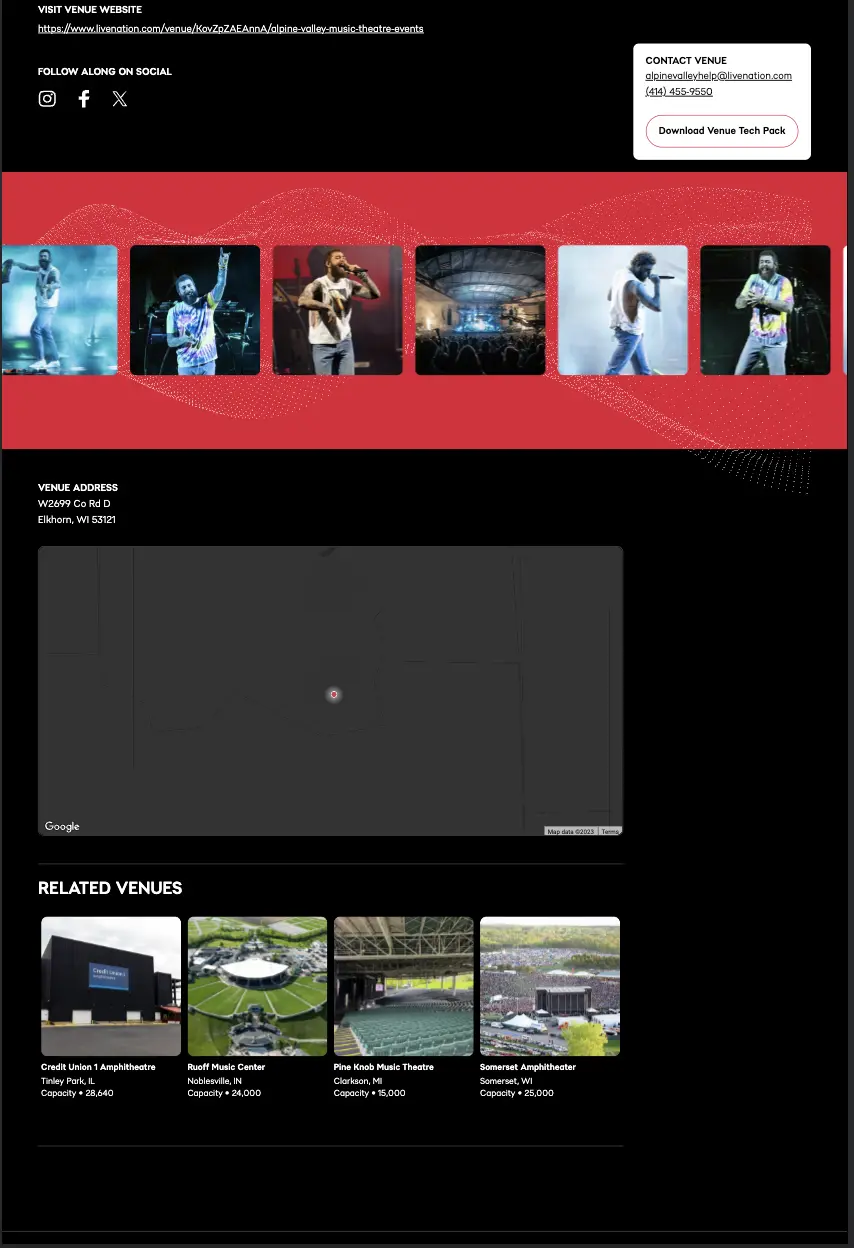 VISIT VENUE WEBSITE
https://www.livenation.com/venue/KovZpZAEAnnA/alpine-valley-music-theatre-events
FOLLOW ALONG ON SOCIAL
CONTACT VENUE
alpinevalleyhelp@livenation.com
(414) 455-9550
Download Venue Tech Pack
VENUE ADDRESS
W2699 Co Rd D
Elkhorn, WI 53121
Google
Map data ©2023
Terms
RELATED VENUES
Credit Union 1
Credit Union 1 Amphitheatre
Tinley Park, IL
Capacity • 28,640
Ruoff Music Center
Noblesville, IN
Capacity • 24,000
Pine Knob Music Theatre
Clarkson, MI
Capacity • 15,000
Somerset Amphitheater
Somerset, WI
Capacity • 25,000